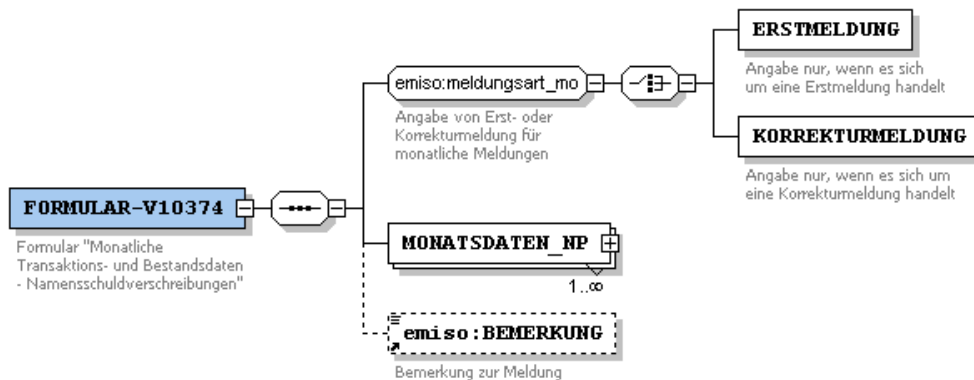 ERSTMELDUNG
Angabe nur, wenn es sich
um eine Erstmeldung handelt
emiso:meldungsart_mo
Angabe von Erst- oder
Korrekturmeldung für
monatliche Meldungen
KORREKTURMELDUNG
Angabe nur, wenn es sich um
eine Korrekturmeldung handelt
FORMULAR-V10374
Formular "Monatliche
Transaktions- und Bestandsdaten
- Namensschuldverschreibungen"
MONATSDATEN_NP
1..∞
emiso:BEMERKUNG
Bemerkung zur Meldung